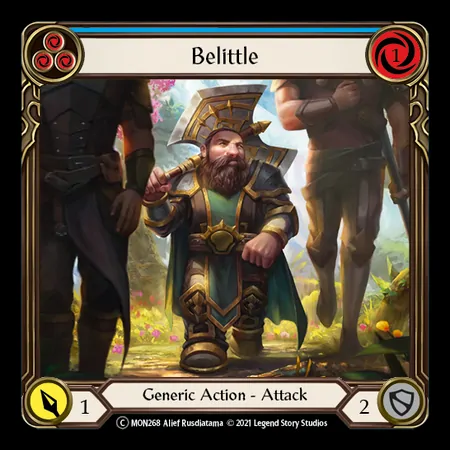 Belittle
1
Generic Action - Attack
1
2
© MON268 Alief Rusdiatama © 2021 Legend Story Studios